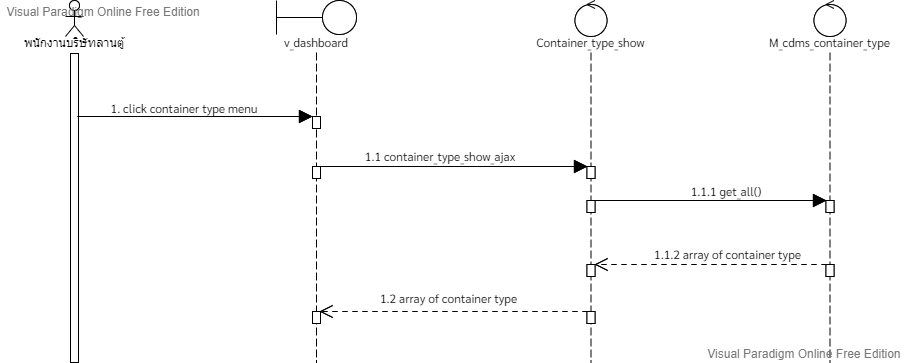 Visual Paradigm Online Free Edition
พนักงานบริษัทลานตู้
v_dashboard
Container_type_show
M_cdms_container_type
1. click container type menu
1.1 container_type_show_ajax
1.1.1 get_all()
1.1.2 array of container type
1.2 array of container type
Visual Paradigm Online Free Edition